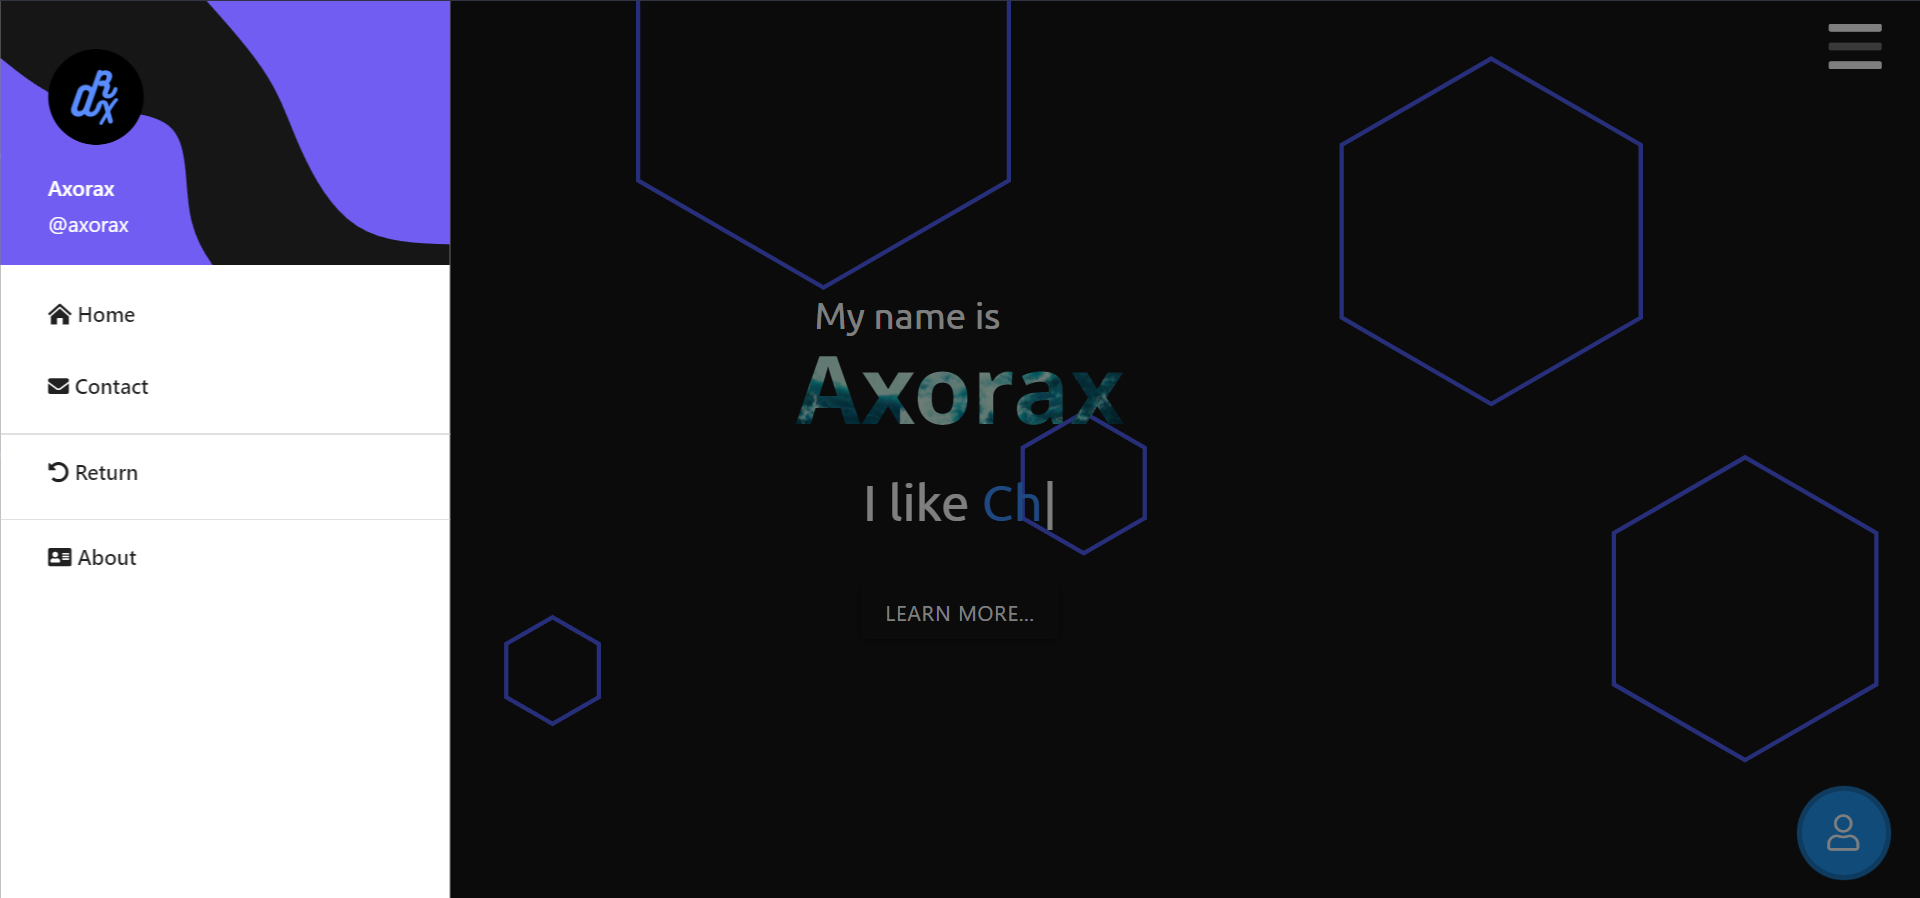 Axorax
@axorax
Home
Contact
Return
About
My name is
Axorax
I like Ch|
LEARN MORE...